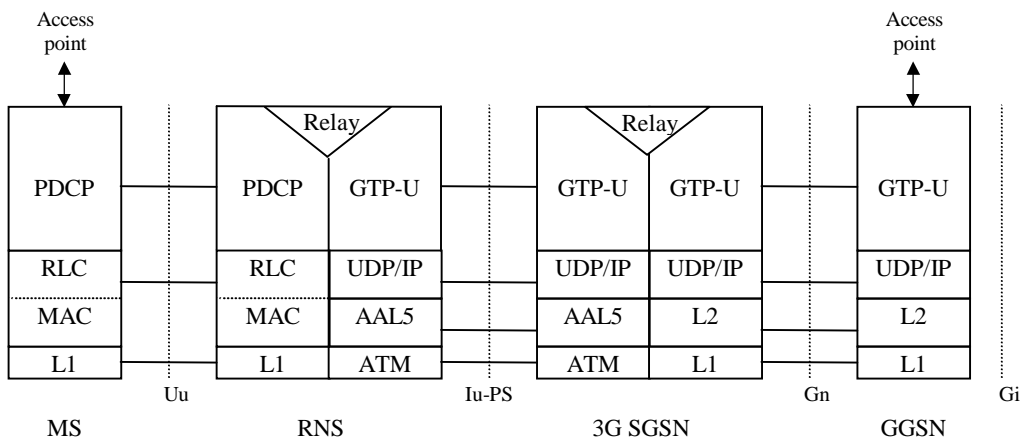 Access
point
Access
point
Relay
Relay
PDCP
PDCP
GTP-U
GTP-U
GTP-U
GTP-U
RLC
RLC
UDP/IP
UDP/IP
UDP/IP
UDP/IP
MAC
MAC
AAL5
AAL5
L2
L2
L1
L1
ATM
ATM
L1
L1
Uu
Iu-PS
Gn
Gi
MS
RNS
3G SGSN
GGSN